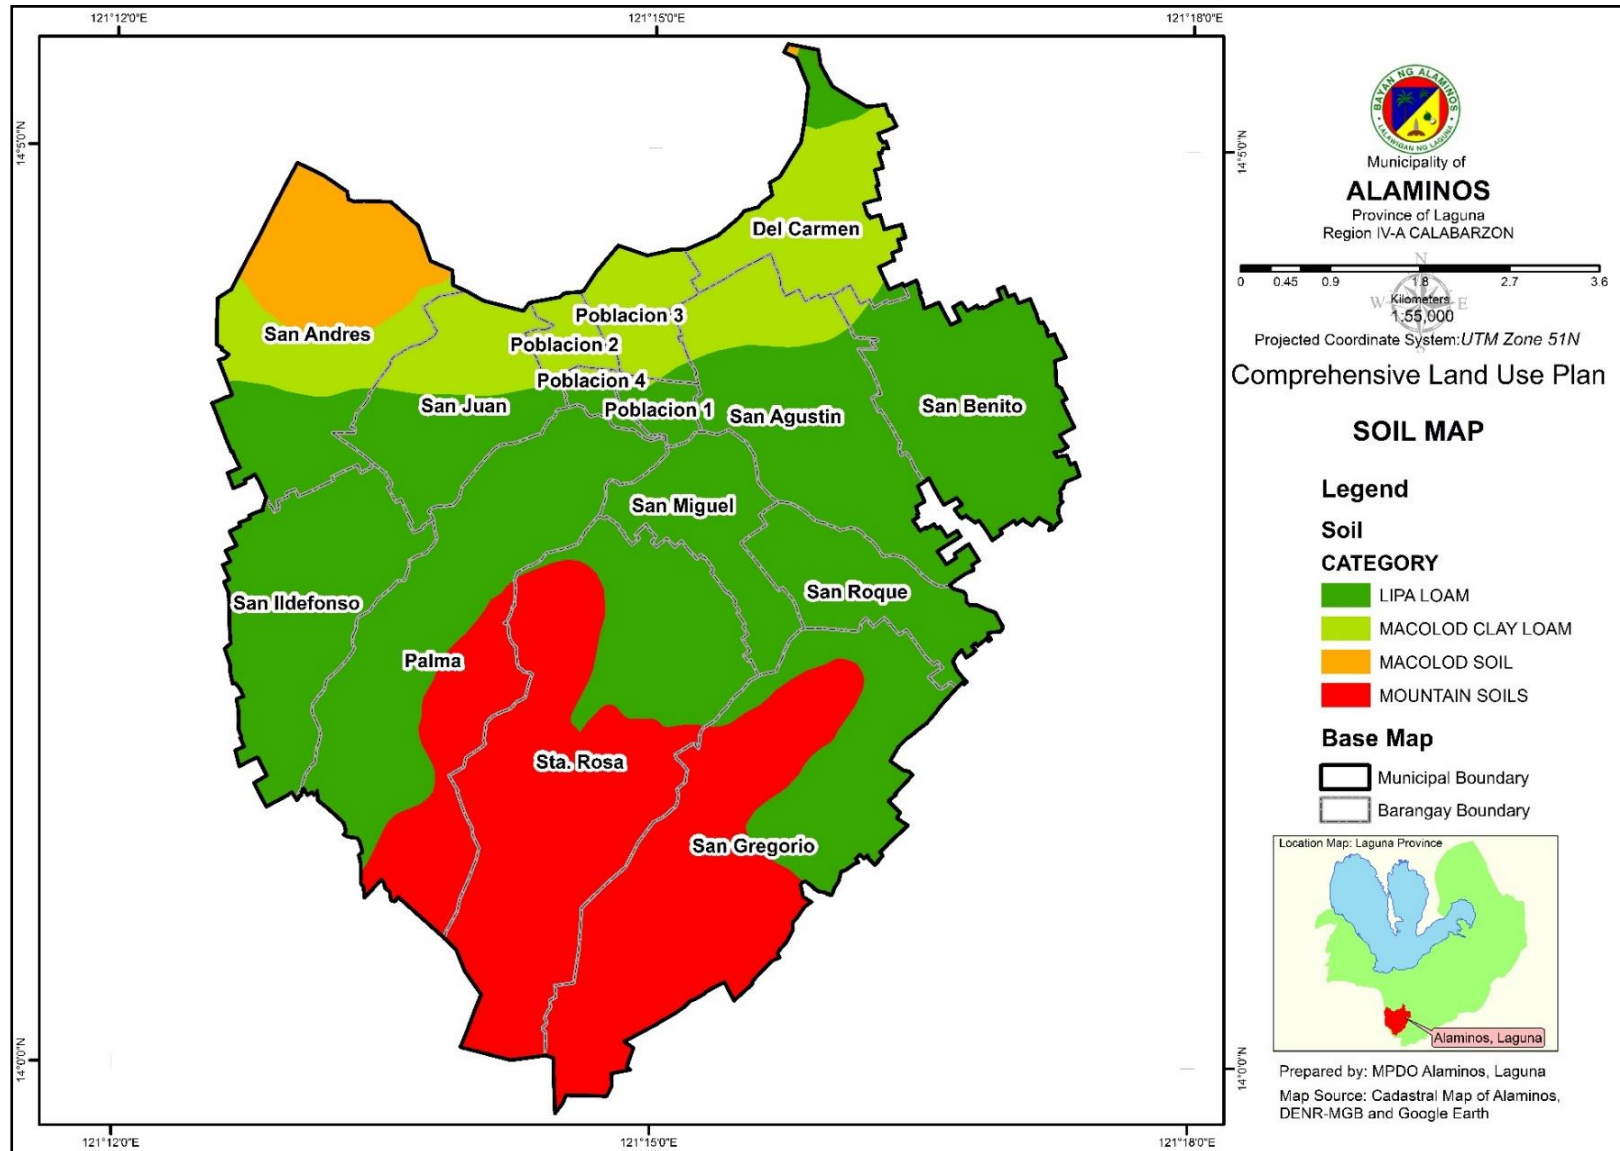 121°12'0"E
121°15'0"E
121°18'0"E
14°5'0"N
14°5'0"N
Del Carmen
San Andres
Poblacion 3
Poblacion 2
Poblacion 4
San Juan
Poblacion 1
San Agustin
San Benito
San Miguel
San Ildefonso
San Roque
Palma
Sta. Rosa
San Gregorio
14°0'0"N
14°0'0"N
121°12'0"E
121°15'0"E
121°18'0"E
BAYAN NG ALAMINOS
LALAWIGAN NG LAGUNA
Municipality of
ALAMINOS
Province of Laguna
Region IV-A CALABARZON
N
0 0.45 0.9 1.8 2.7 3.6
W E
Kilometers
1:55,000
S
Projected Coordinate System:UTM Zone 51N
Comprehensive Land Use Plan
SOIL MAP
Legend
Soil
CATEGORY
LIPA LOAM
MACOLOD CLAY LOAM
MACOLOD SOIL
MOUNTAIN SOILS
Base Map
Municipal Boundary
Barangay Boundary
Location Map: Laguna Province
Alaminos, Laguna
Prepared by: MPDO Alaminos, Laguna
Map Source: Cadastral Map of Alaminos,
DENR-MGB and Google Earth